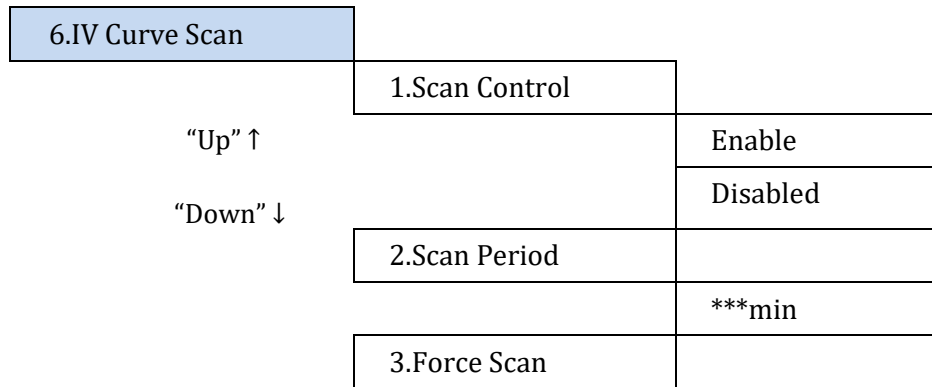 6.IV Curve Scan
1.Scan Control
“Up”↑
Enable
Disabled
“Down”↓
2.Scan Period
***min
3.Force Scan